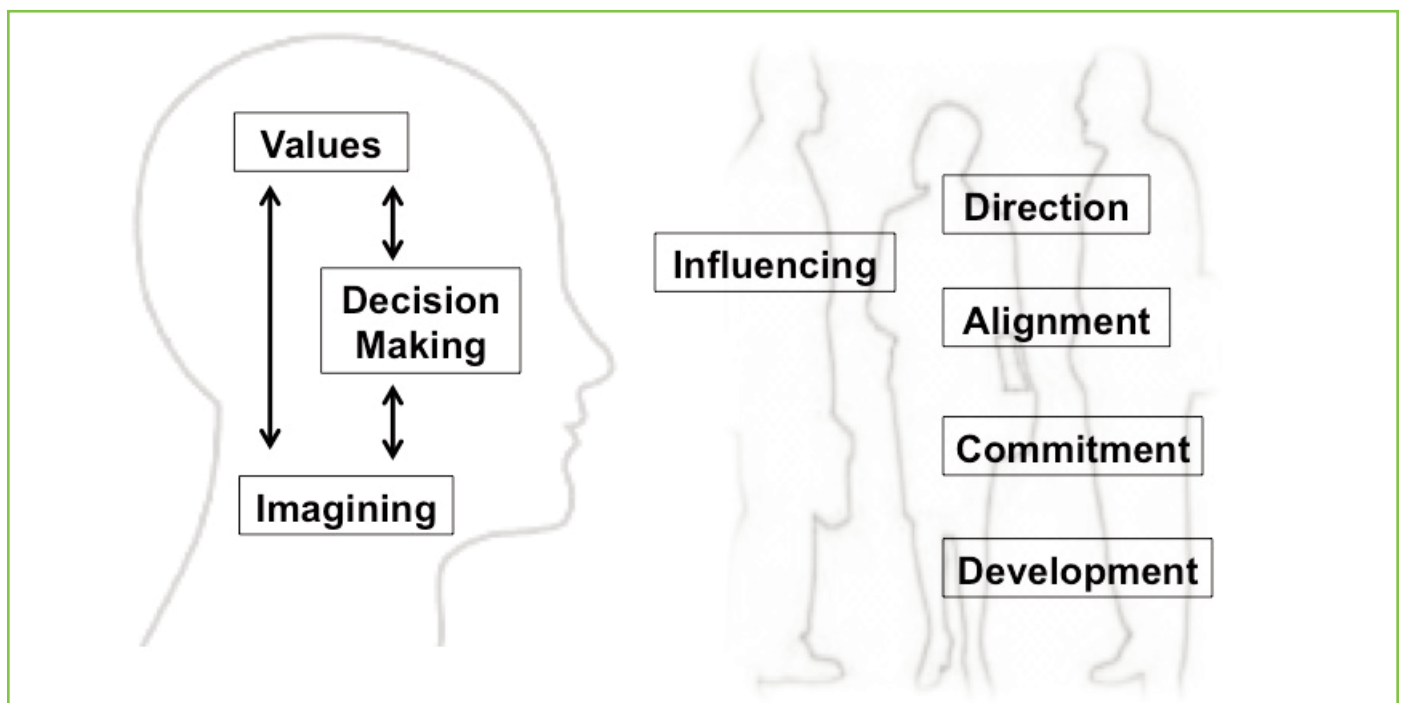 Values
Decision
Making
Imagining
Influencing
Direction
Alignment
Commitment
Development